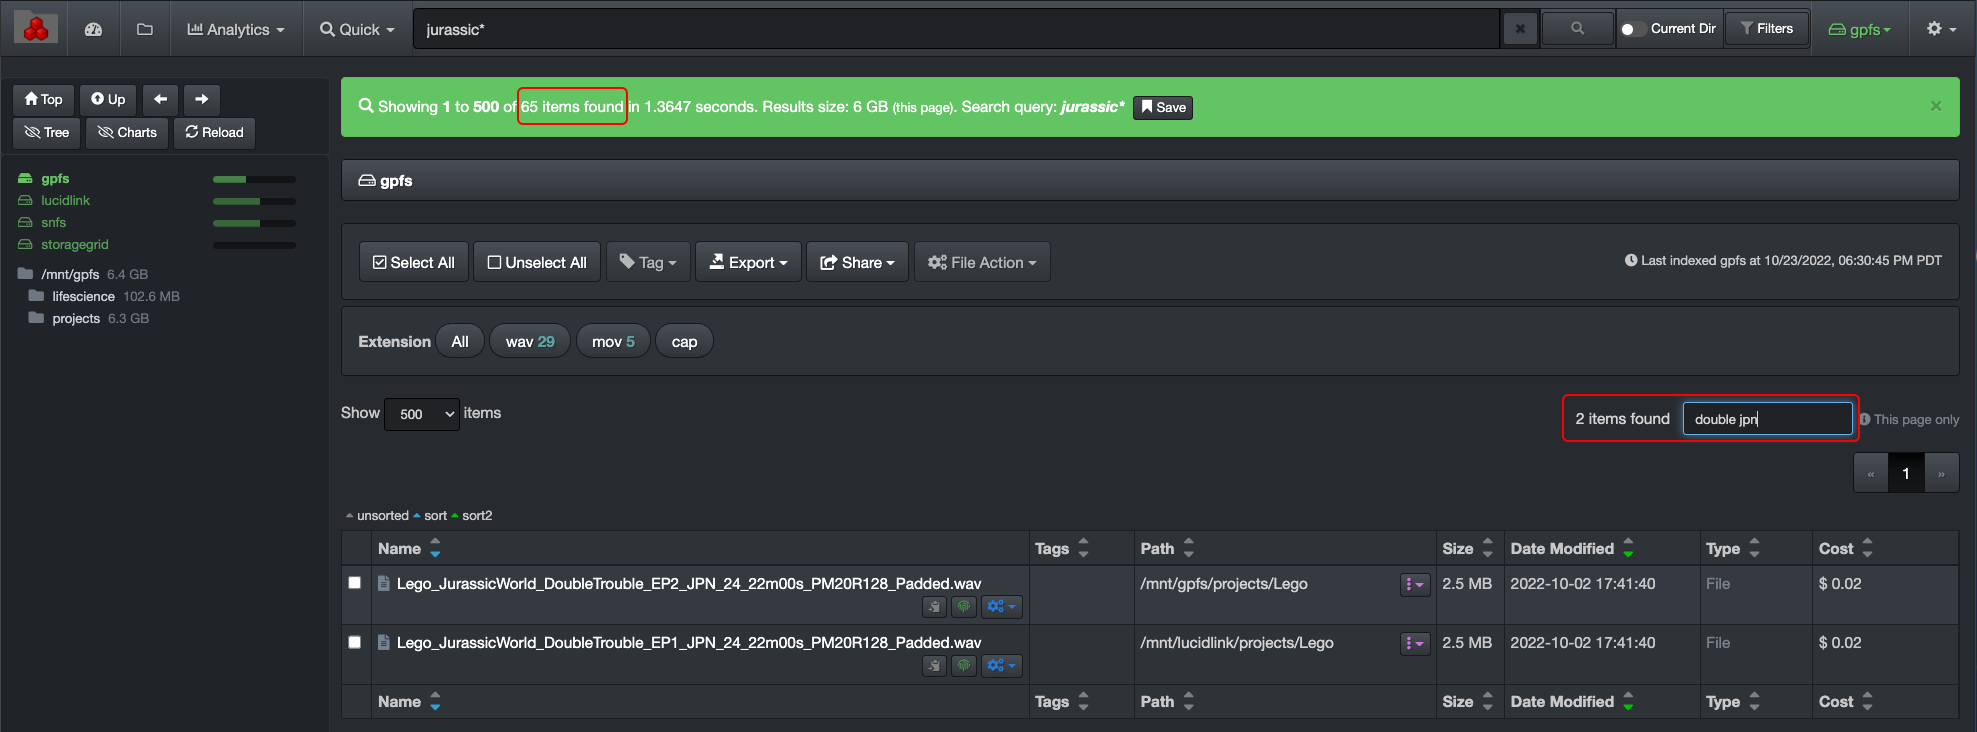 Analytics Quick jurassic* Current Dir Filters gpfs
Top Up
Tree Charts Reload
gpfs
lucidlink
snfs
storagegrid
/mnt/gpfs 6.4 GB
lifescience 102.6 MB
projects 6.3 GB
Showing 1 to 500 of 65 items found in 1.3647 seconds. Results size: 6 GB (this page). Search query: jurassic* Save ×
gpfs
Select All Unselect All Tag Export Share File Action Last indexed gpfs at 10/23/2022, 06:30:45 PM PDT
Extension All wav 29 mov 5 cap
Show 500 items 2 items found double jpn This page only
« 1 »
unsorted sort sort2
Name Tags Path Size Date Modified Type Cost
Lego_JurassicWorld_DoubleTrouble_EP2_JPN_24_22m00s_PM20R128_Padded.wav /mnt/gpfs/projects/Lego 2.5 MB 2022-10-02 17:41:40 File $ 0.02
Lego_JurassicWorld_DoubleTrouble_EP1_JPN_24_22m00s_PM20R128_Padded.wav /mnt/lucidlink/projects/Lego 2.5 MB 2022-10-02 17:41:40 File $ 0.02
Name Tags Path Size Date Modified Type Cost